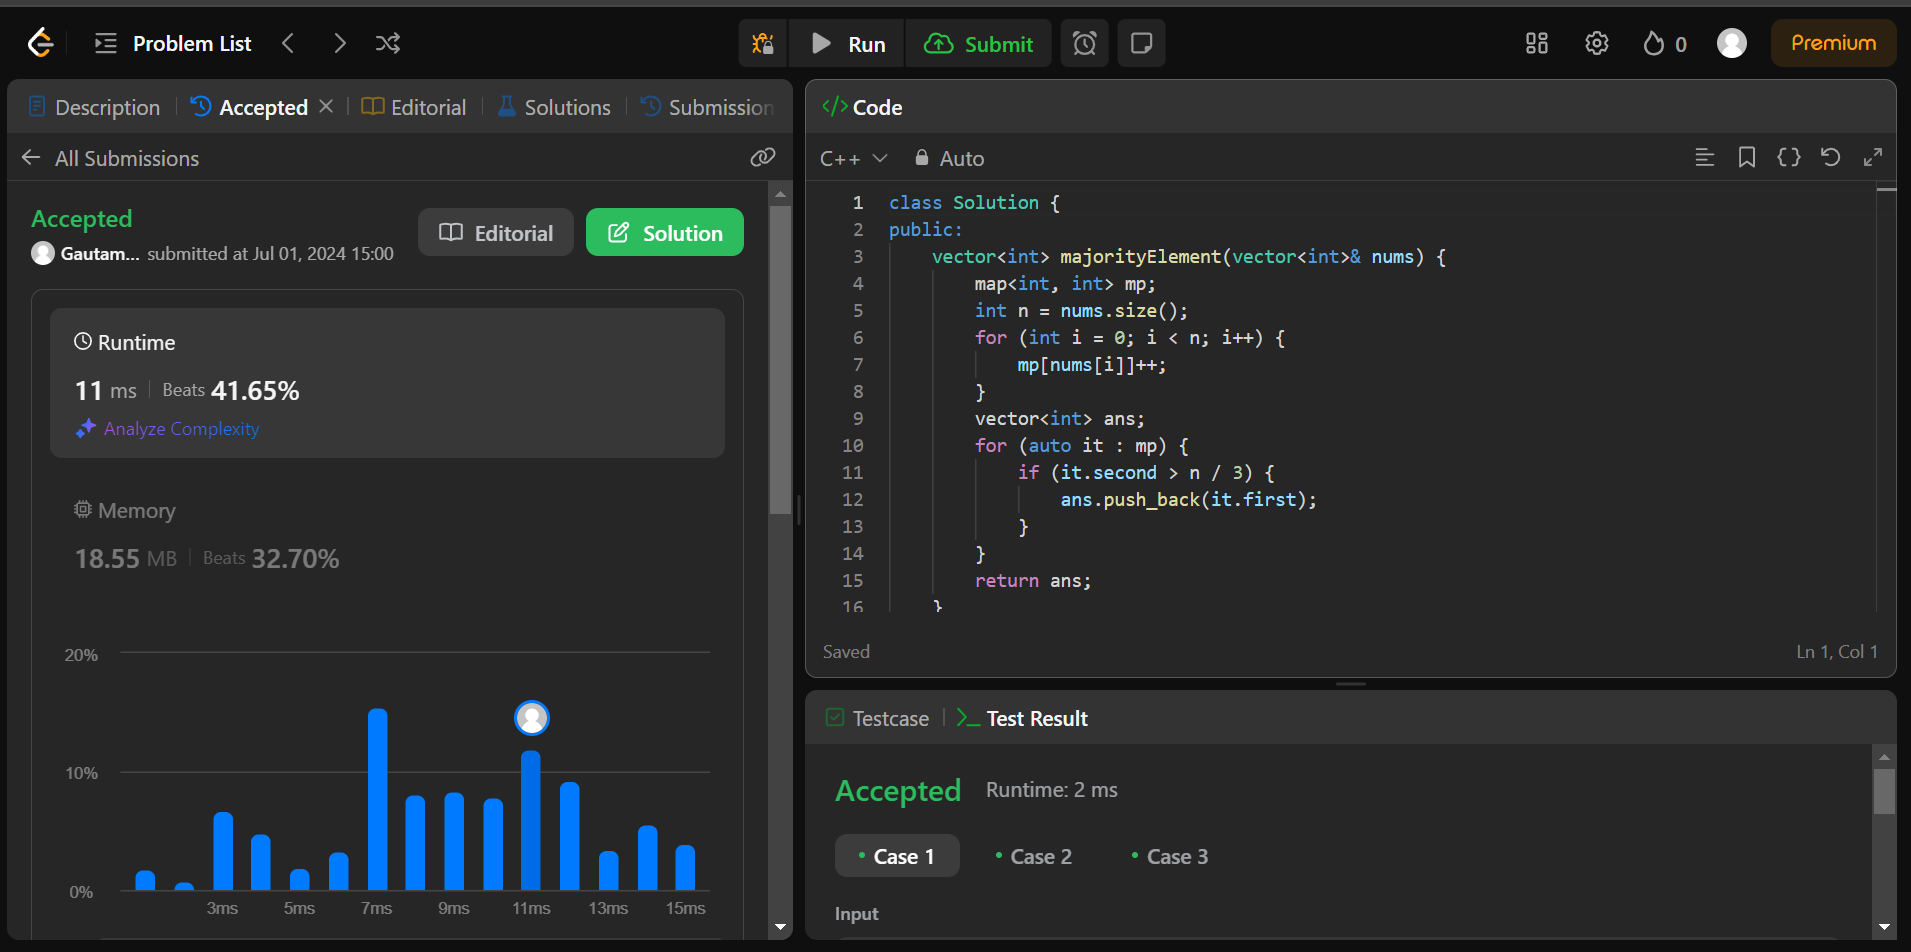 Problem List
Run
Submit
0
Premium
Description
Accepted
Editorial
Solutions
Submission
All Submissions
Accepted
Gautam... submitted at Jul 01, 2024 15:00
Editorial
Solution
Runtime
11 ms
Beats 41.65%
Analyze Complexity
Memory
18.55 MB
Beats 32.70%
20%
10%
0%
3ms
5ms
7ms
9ms
11ms
13ms
15ms
</> Code
C++
Auto
1 class Solution {
2 public:
3 vector<int> majorityElement(vector<int>& nums) {
4 map<int, int> mp;
5 int n = nums.size();
6 for (int i = 0; i < n; i++) {
7 mp[nums[i]]++;
8 }
9 vector<int> ans;
10 for (auto it : mp) {
11 if (it.second > n / 3) {
12 ans.push_back(it.first);
13 }
14 }
15 return ans;
16 }
Saved
Ln 1, Col 1
Testcase
Test Result
Accepted
Runtime: 2 ms
Case 1
Case 2
Case 3
Input